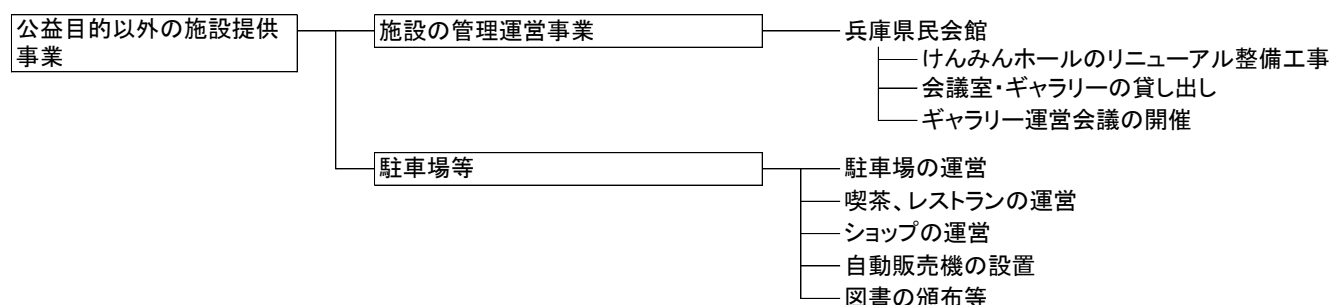 公益目的以外の施設提供
事業
施設の管理運営事業
兵庫県民会館
けんみんホールのリニューアル整備工事
会議室・ギャラリーの貸し出し
ギャラリー運営会議の開催
駐車場等
駐車場の運営
喫茶、レストランの運営
ショップの運営
自動販売機の設置
図書の頒布等